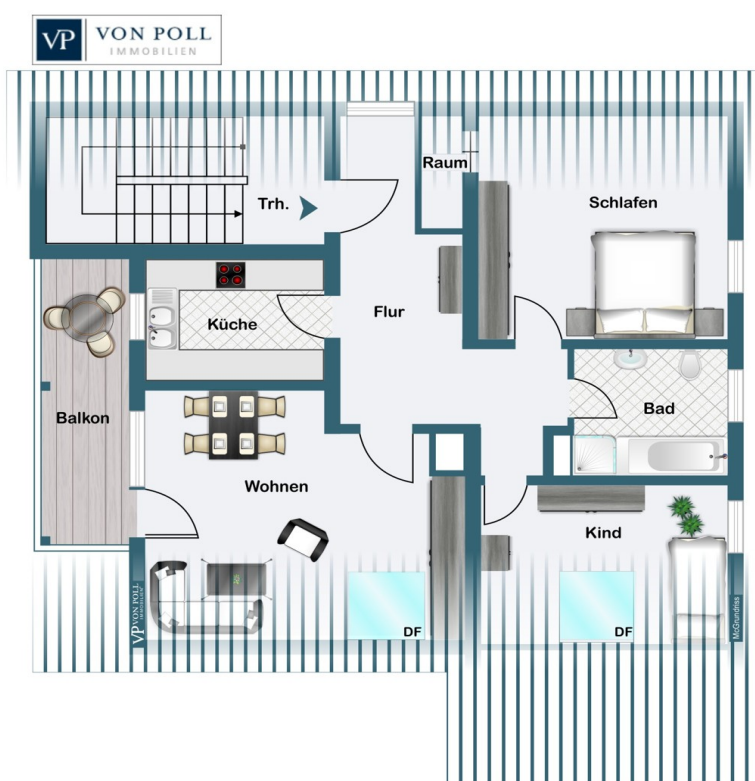 VP VON POLL
IMMOBILIEN
Raum
Trh.
Schlafen
Küche
Flur
Balkon
Bad
Wohnen
Kind
VP VON POLL
IMMOBILIEN
McGrundriss
DF
DF